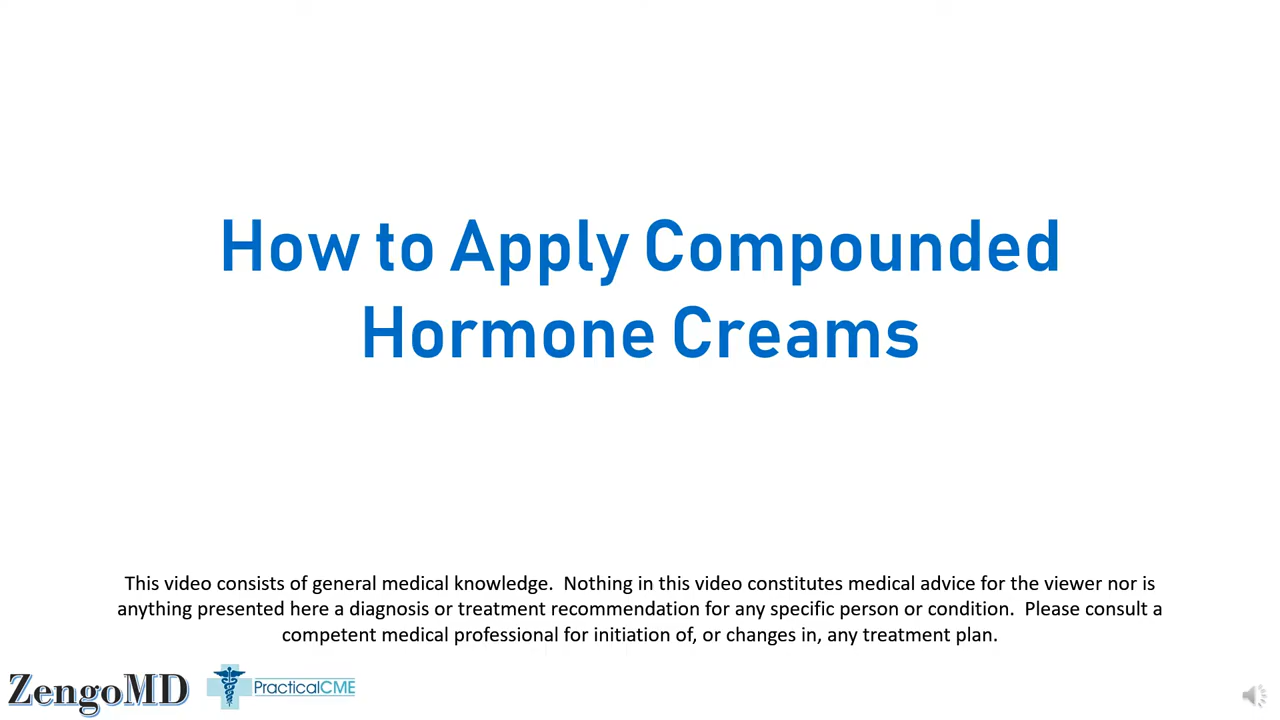 How to Apply Compounded
Hormone Creams
This video consists of general medical knowledge.  Nothing in this video constitutes medical advice for the viewer nor is
anything presented here a diagnosis or treatment recommendation for any specific person or condition.  Please consult a
competent medical professional for initiation of, or changes in, any treatment plan.
ZengoMD
PracticalCME